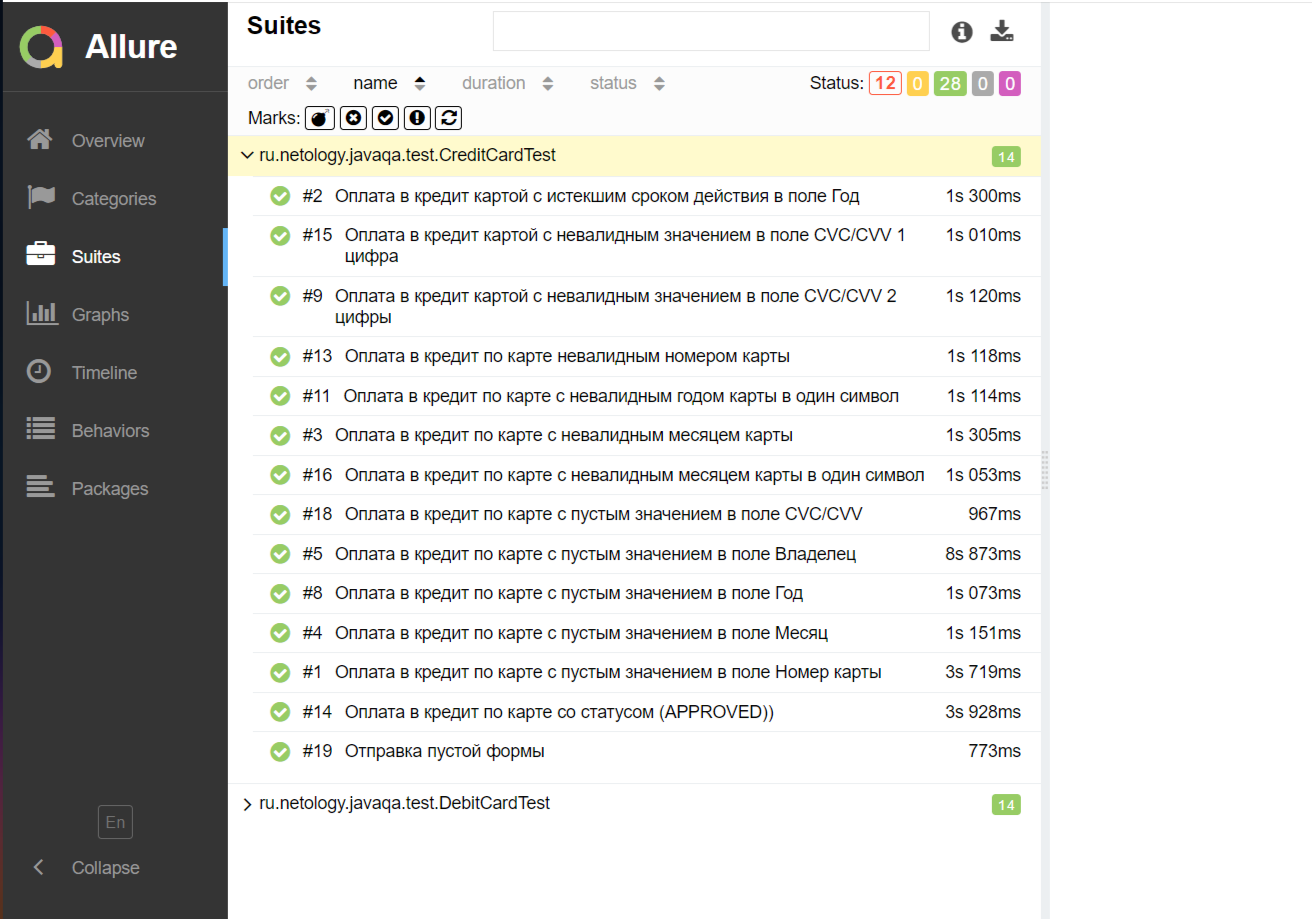 Allure
Overview
Categories
Suites
Graphs
Timeline
Behaviors
Packages
En
Collapse
Suites
order name duration status Status: 12 0 28 0 0
Marks:
ru.netology.javaqa.test.CreditCardTest 14
#2 Оплата в кредит картой с истекшим сроком действия в поле Год 1s 300ms
#15 Оплата в кредит картой с невалидным значением в поле CVC/CVV 1 1s 010ms
цифра
#9 Оплата в кредит картой с невалидным значением в поле CVC/CVV 2 1s 120ms
цифры
#13 Оплата в кредит по карте невалидным номером карты 1s 118ms
#11 Оплата в кредит по карте с невалидным годом карты в один символ 1s 114ms
#3 Оплата в кредит по карте с невалидным месяцем карты 1s 305ms
#16 Оплата в кредит по карте с невалидным месяцем карты в один символ 1s 053ms
#18 Оплата в кредит по карте с пустым значением в поле CVC/CVV 967ms
#5 Оплата в кредит по карте с пустым значением в поле Владелец 8s 873ms
#8 Оплата в кредит по карте с пустым значением в поле Год 1s 073ms
#4 Оплата в кредит по карте с пустым значением в поле Месяц 1s 151ms
#1 Оплата в кредит по карте с пустым значением в поле Номер карты 3s 719ms
#14 Оплата в кредит по карте со статусом (APPROVED)) 3s 928ms
#19 Отправка пустой формы 773ms
ru.netology.javaqa.test.DebitCardTest 14